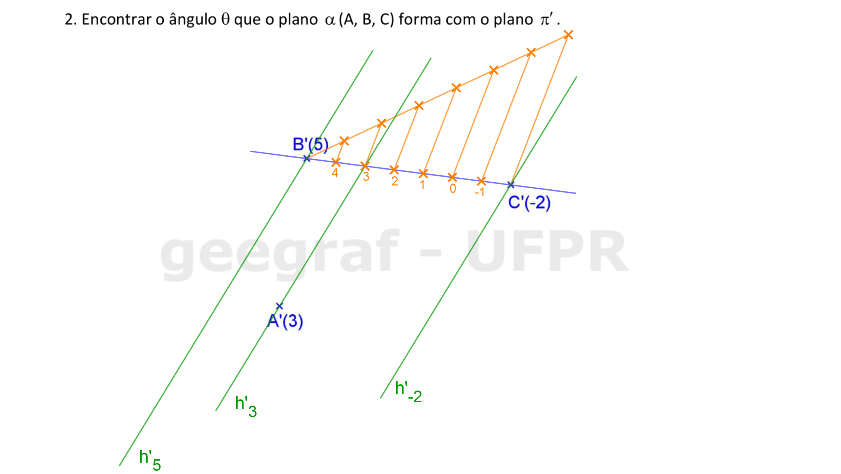 2. Encontrar o ângulo θ que o plano α (A, B, C) forma com o plano π′ .
B'(5)
4
3
2
1
0
-1
C'(-2)
geegraf - UFPR
A'(3)
h'-2
h'3
h'5